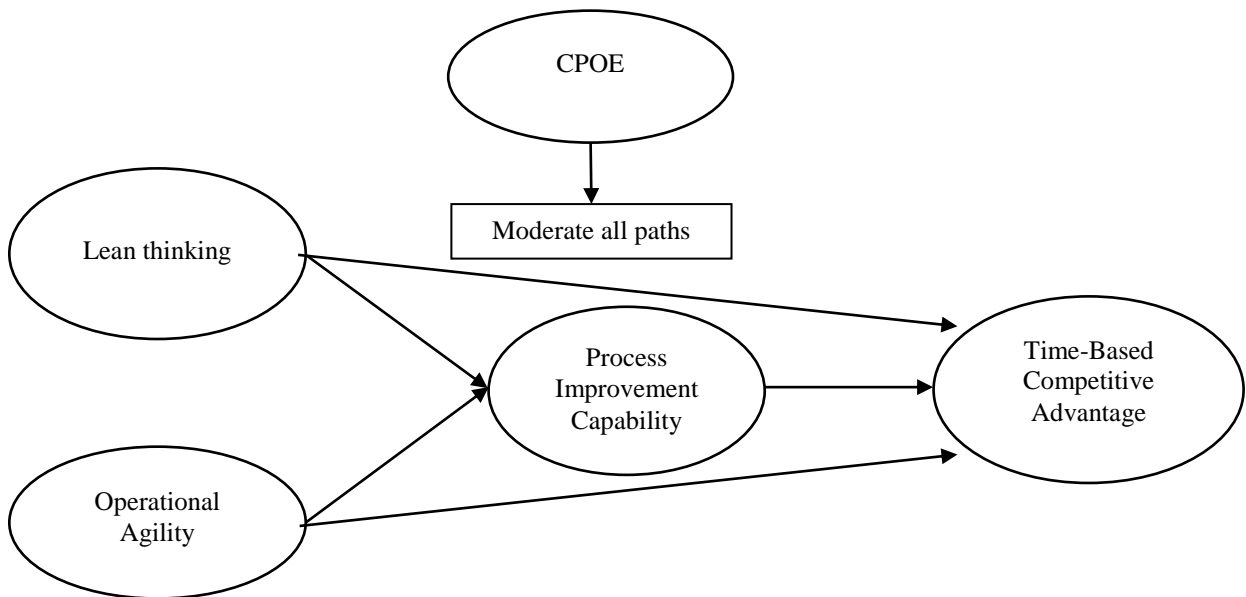 CPOE
Moderate all paths
Lean thinking
Process
Improvement
Capability
Time-Based
Competitive
Advantage
Operational
Agility